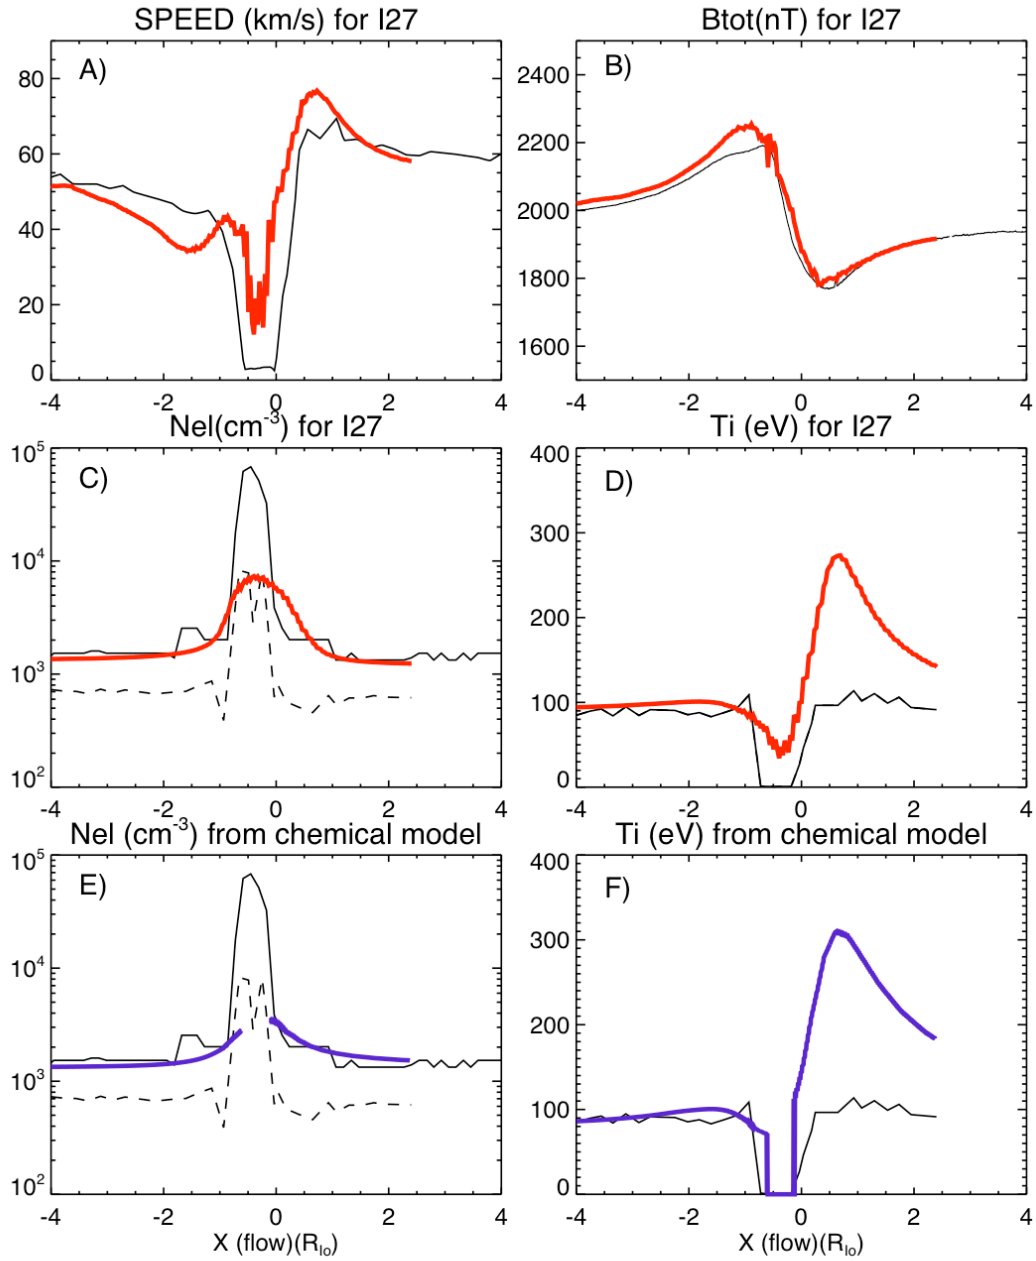 SPEED (km/s) for I27
Btot(nT) for I27
A)
80
60
40
20
0
-4 -2 0 2 4
B)
2400
2200
2000
1800
1600
-4 -2 0 2 4
Nel(cm-3) for I27
Ti (eV) for I27
C)
10^5
10^4
10^3
10^2
-4 -2 0 2 4
D)
400
300
200
100
0
-4 -2 0 2 4
Nel (cm-3) from chemical model
Ti (eV) from chemical model
E)
10^5
10^4
10^3
10^2
-4 -2 0 2 4
X (flow)(RIo)
F)
400
300
200
100
0
-4 -2 0 2 4
X (flow)(RIo)